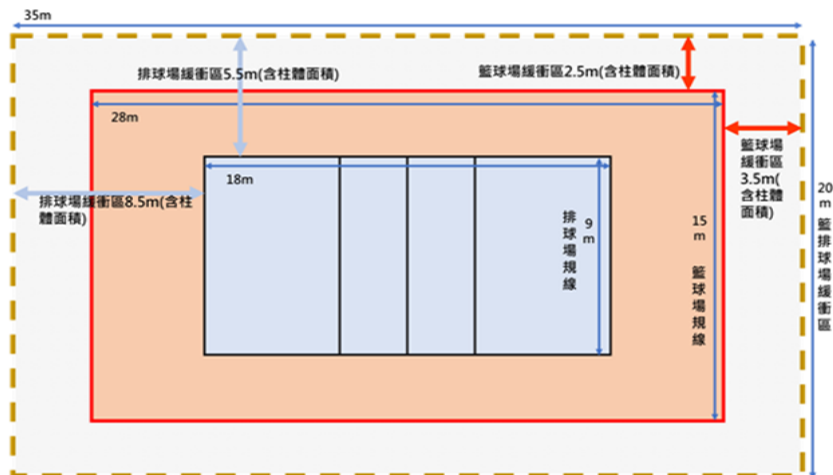 35m
排球場緩衝區5.5m(含柱體面積)
籃球場緩衝區2.5m(含柱體面積)
28m
籃球場
緩衝區
3.5m(
含柱體
面積)
18m
排球場緩衝區8.5m(含柱
體面積)
排球場規線
9m
15m 籃球場規線
20m 籃排球場緩衝區